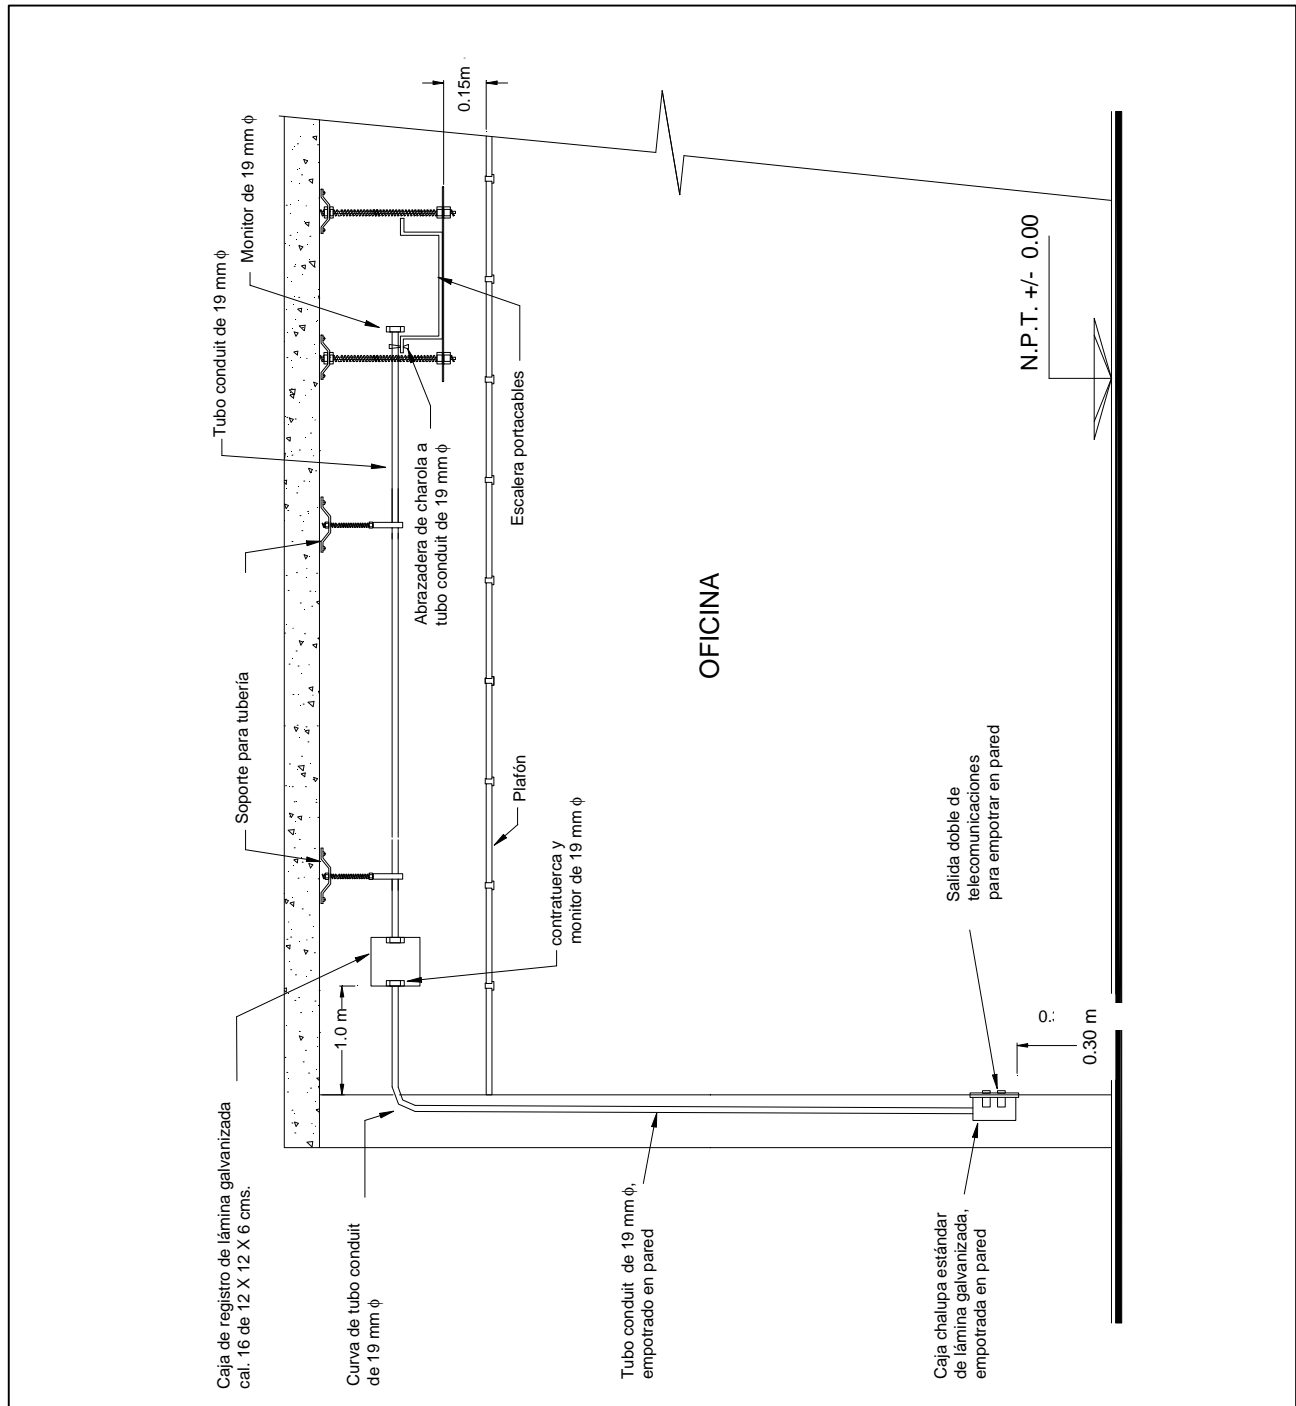 Caja de registro de lámina galvanizada
cal. 16 de 12 X 12 X 6 cms.
Soporte para tubería
Tubo conduit de 19 mm ϕ
Monitor de 19 mm ϕ
0.15m
1.0 m
Curva de tubo conduit
de 19 mm ϕ
contratuerca y
monitor de 19 mm ϕ
Plafón
Abrazadera de charola a
tubo conduit de 19 mm ϕ
Escalera portacables
Tubo conduit de 19 mm ϕ,
empotrado en pared
OFICINA
Caja chalupa estándar
de lámina galvanizada,
empotrada en pared
Salida doble de
telecomunicaciones
para empotrar en pared
0.30 m
N.P.T. +/- 0.00